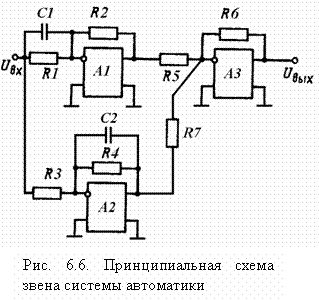 C1
R2
R6
Uвх
R1
A1
R5
A3
Uвых
C2
R7
R3
R4
A2
Рис. 6.6. Принципиальная схема
звена системы автоматики